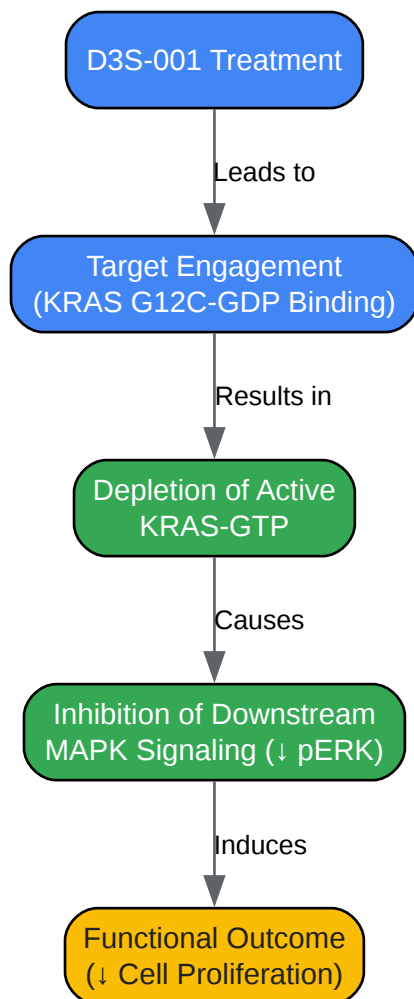 D3S-001 Treatment
Leads to
Target Engagement
(KRAS G12C-GDP Binding)
Results in
Depletion of Active
KRAS-GTP
Causes
Inhibition of Downstream
MAPK Signaling (↓ pERK)
Induces
Functional Outcome
(↓ Cell Proliferation)